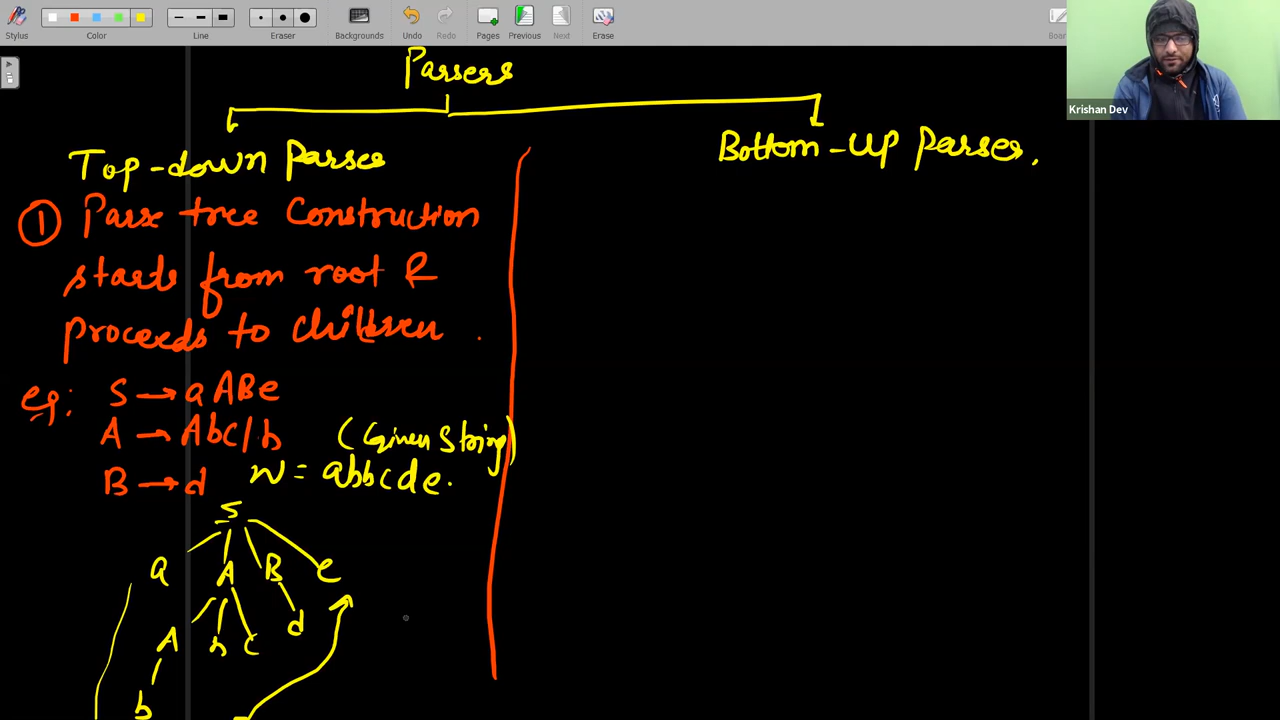 Stylus
Color
Line
Eraser
Backgrounds
Undo
Redo
Pages
Previous
Next
Erase
Krishan Dev
Parsers
Top-down Parser
Bottom-Up Parser.
① Parse tree Construction
starts from root &
proceeds to children.
eg: S → aABe
A → Abc/b
(Given String)
B → d
w = abbcde.
S
a A B e
A b c d
b